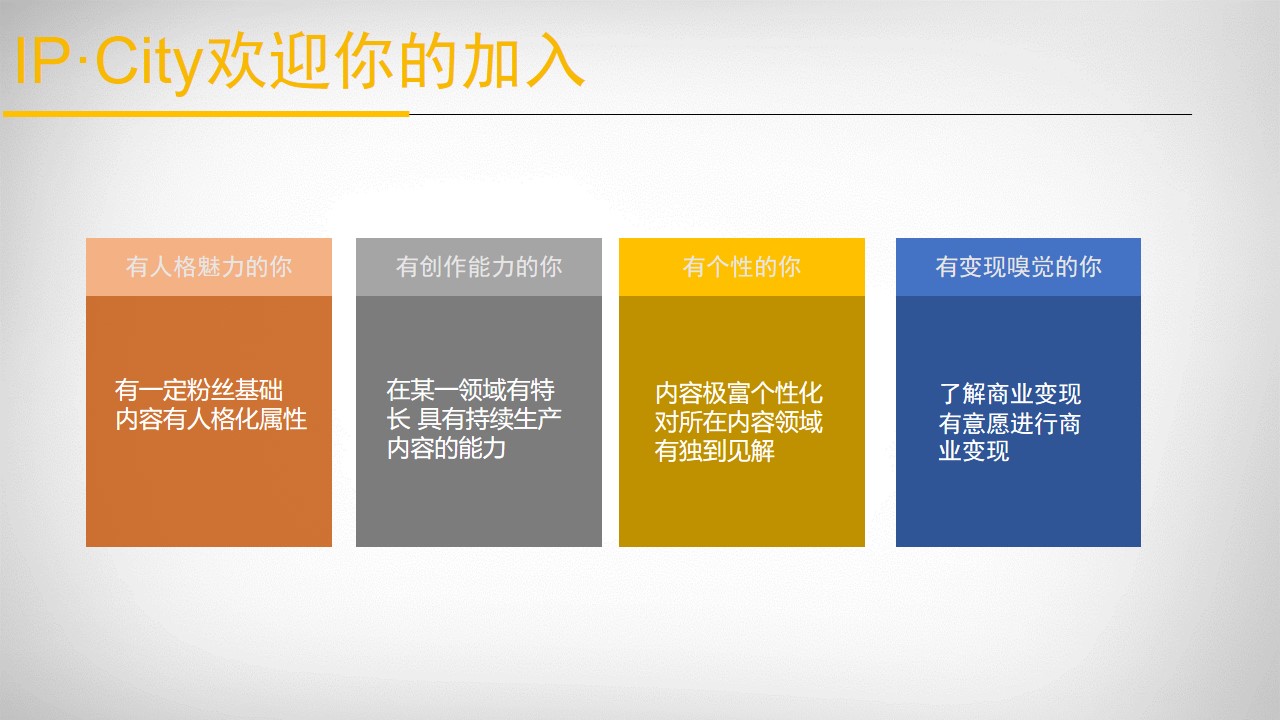 IP·City欢迎你的加入
有人格魅力的你
有一定粉丝基础
内容有人格化属性
有创作能力的你
在某一领域有特
长 具有持续生产
内容的能力
有个性的你
内容极富个性化
对所在内容领域
有独到见解
有变现嗅觉的你
了解商业变现
有意愿进行商
业变现